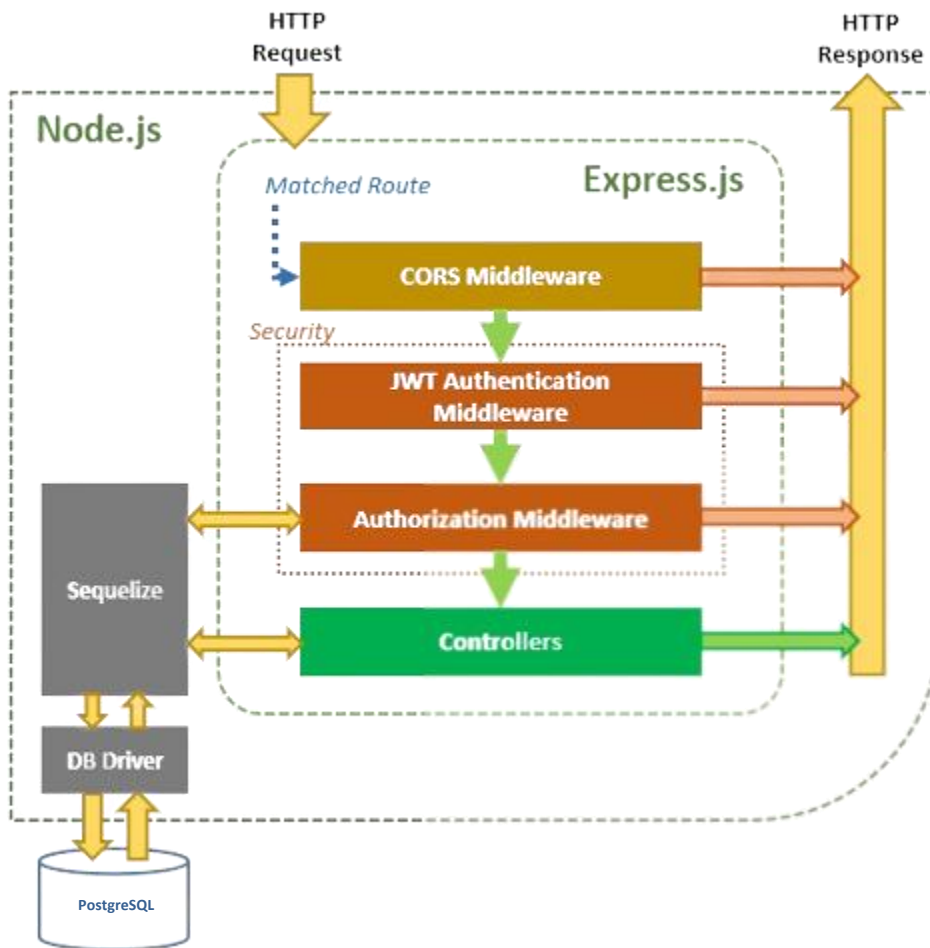 HTTP
Request
HTTP
Response
Node.js
Express.js
Matched Route
CORS Middleware
Security
JWT Authentication
Middleware
Authorization Middleware
Sequelize
Controllers
DB Driver
PostgreSQL